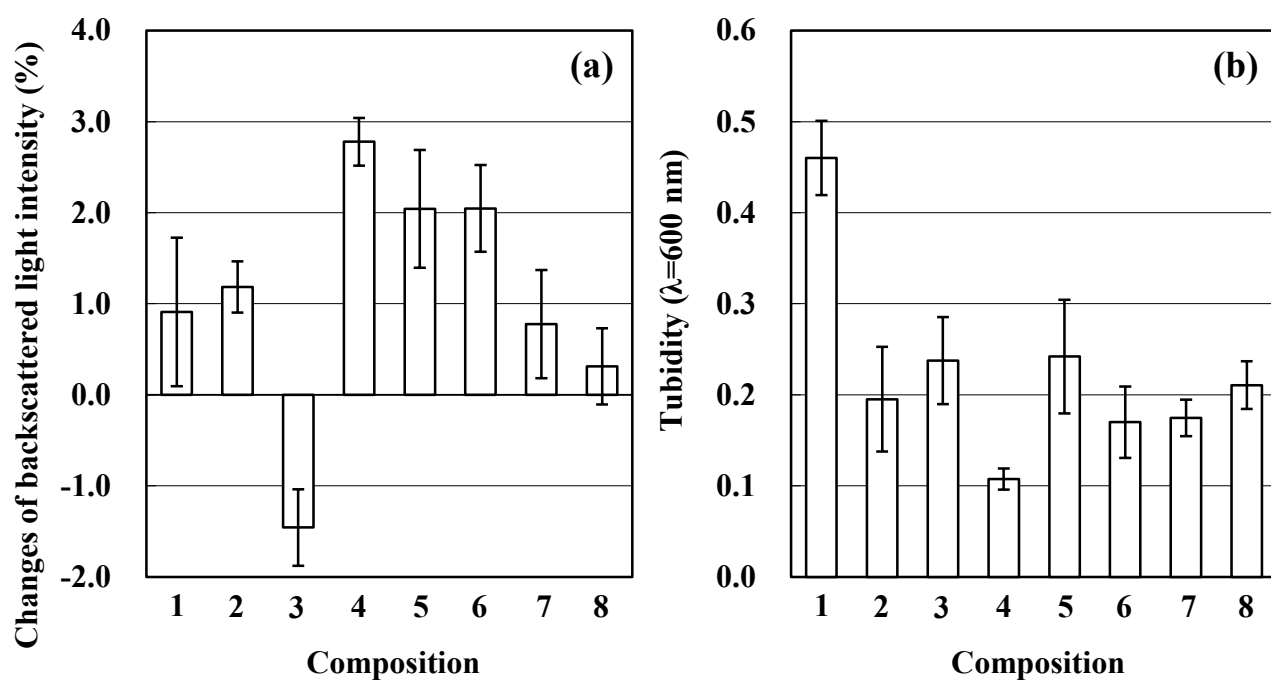 Changes of backscattered light intensity (%)
4.0
3.0
2.0
1.0
0.0
-1.0
-2.0
(a)
1 2 3 4 5 6 7 8
Composition
Tubidity (λ=600 nm)
0.6
0.5
0.4
0.3
0.2
0.1
0.0
(b)
1 2 3 4 5 6 7 8
Composition